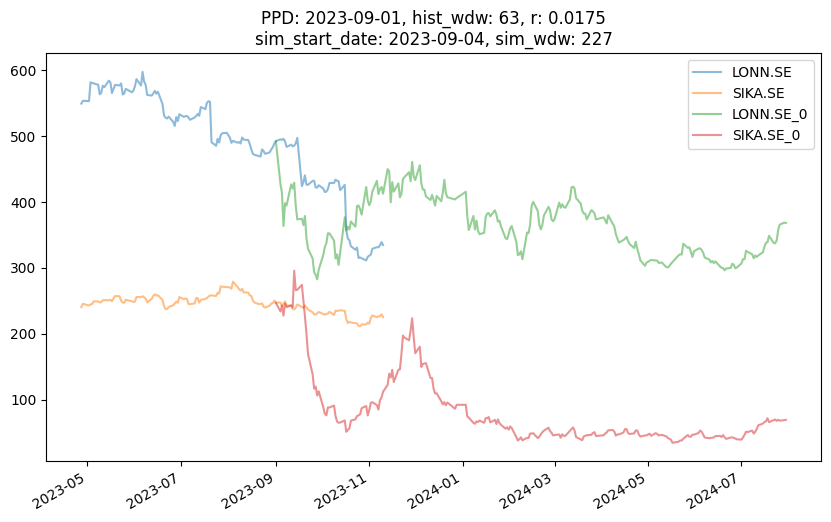 PPD: 2023-09-01, hist_wdw: 63, r: 0.0175
sim_start_date: 2023-09-04, sim_wdw: 227
LONN.SE
SIKA.SE
LONN.SE_0
SIKA.SE_0
600
500
400
300
200
100
2023-05
2023-07
2023-09
2023-11
2024-01
2024-03
2024-05
2024-07